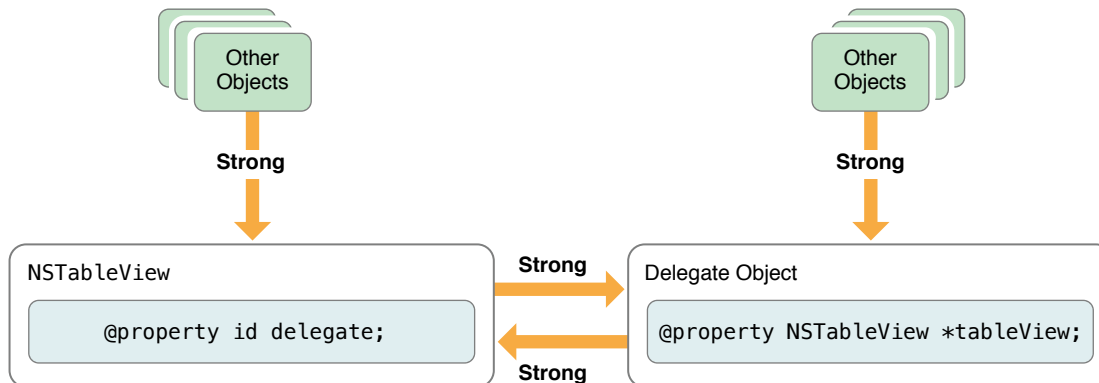 Other
Objects
Other
Objects
Strong
Strong
NSTableView
Strong
Delegate Object
@property id delegate;
@property NSTableView *tableView;
Strong